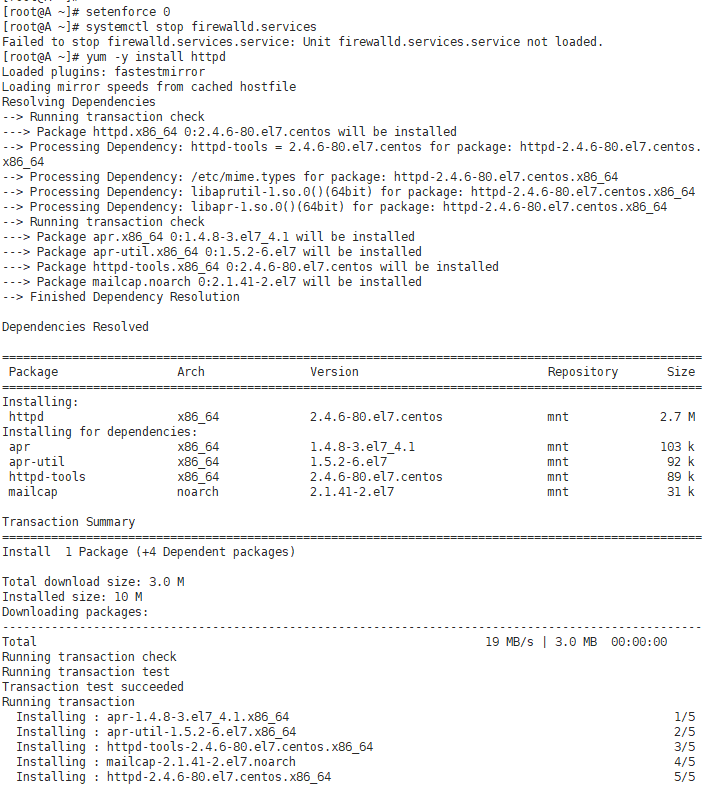 [root@A ~]# setenforce 0
[root@A ~]# systemctl stop firewalld.services
Failed to stop firewalld.services.service: Unit firewalld.services.service not loaded.
[root@A ~]# yum -y install httpd
Loaded plugins: fastestmirror
Loading mirror speeds from cached hostfile
Resolving Dependencies
--> Running transaction check
---> Package httpd.x86_64 0:2.4.6-80.el7.centos will be installed
--> Processing Dependency: httpd-tools = 2.4.6-80.el7.centos for package: httpd-2.4.6-80.el7.centos.
x86_64
--> Processing Dependency: /etc/mime.types for package: httpd-2.4.6-80.el7.centos.x86_64
--> Processing Dependency: libaprutil-1.so.0()(64bit) for package: httpd-2.4.6-80.el7.centos.x86_64
--> Processing Dependency: libapr-1.so.0()(64bit) for package: httpd-2.4.6-80.el7.centos.x86_64
--> Running transaction check
---> Package apr.x86_64 0:1.4.8-3.el7_4.1 will be installed
---> Package apr-util.x86_64 0:1.5.2-6.el7 will be installed
---> Package httpd-tools.x86_64 0:2.4.6-80.el7.centos will be installed
---> Package mailcap.noarch 0:2.1.41-2.el7 will be installed
--> Finished Dependency Resolution
Dependencies Resolved
====================================================================================================
Package Arch Version Repository Size
====================================================================================================
Installing:
httpd x86_64 2.4.6-80.el7.centos mnt 2.7 M
Installing for dependencies:
apr x86_64 1.4.8-3.el7_4.1 mnt 103 k
apr-util x86_64 1.5.2-6.el7 mnt 92 k
httpd-tools x86_64 2.4.6-80.el7.centos mnt 89 k
mailcap noarch 2.1.41-2.el7 mnt 31 k
Transaction Summary
====================================================================================================
Install 1 Package (+4 Dependent packages)
Total download size: 3.0 M
Installed size: 10 M
Downloading packages:
----------------------------------------------------------------------------------------------------
Total 19 MB/s | 3.0 MB 00:00:00
Running transaction check
Running transaction test
Transaction test succeeded
Running transaction
Installing : apr-1.4.8-3.el7_4.1.x86_64 1/5
Installing : apr-util-1.5.2-6.el7.x86_64 2/5
Installing : httpd-tools-2.4.6-80.el7.centos.x86_64 3/5
Installing : mailcap-2.1.41-2.el7.noarch 4/5
Installing : httpd-2.4.6-80.el7.centos.x86_64 5/5